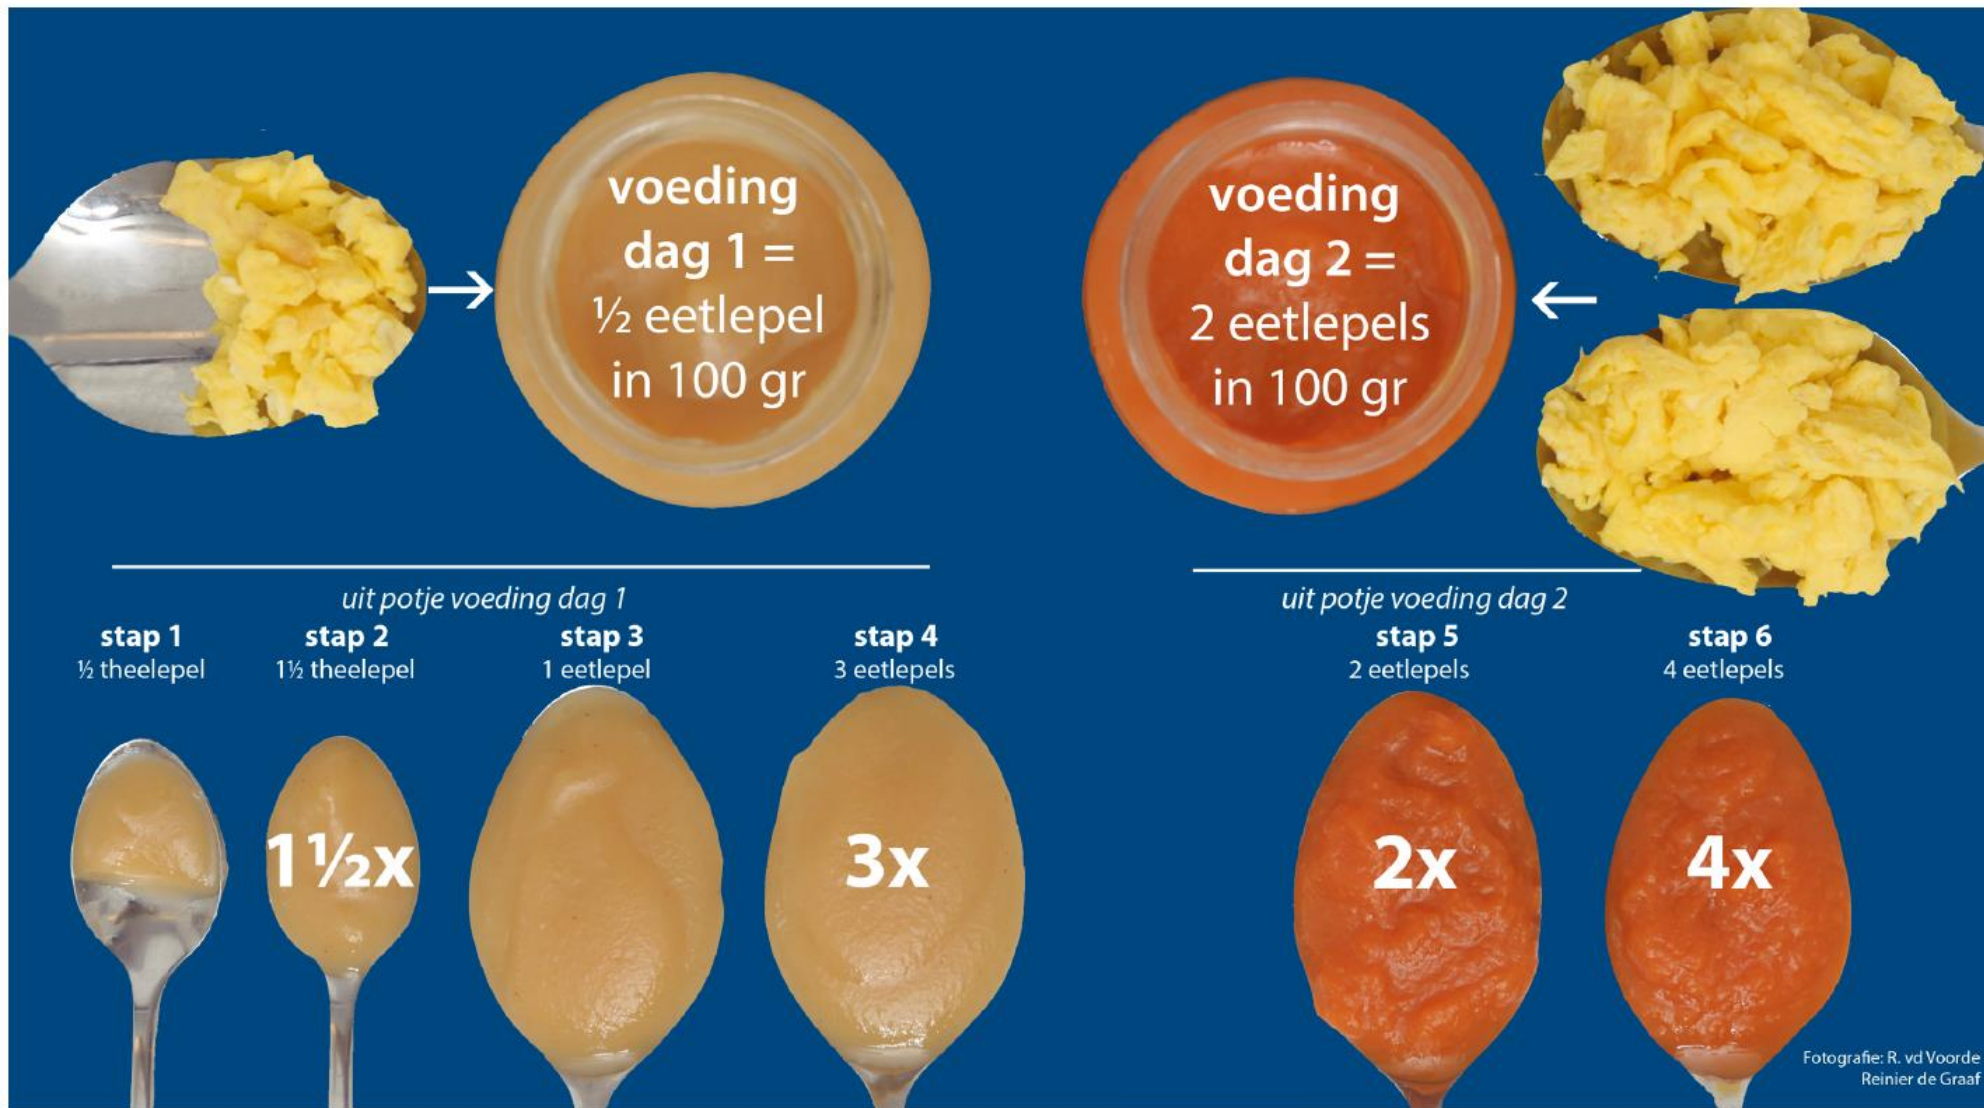 voeding
dag 1 =
½ eetlepel
in 100 gr
voeding
dag 2 =
2 eetlepels
in 100 gr
uit potje voeding dag 1
stap 1
½ theelepel
stap 2
1½ theelepel
stap 3
1 eetlepel
stap 4
3 eetlepels
uit potje voeding dag 2
stap 5
2 eetlepels
stap 6
4 eetlepels
1½x
3x
2x
4x
Fotografie: R. vd Voorde
Reinier de Graaf